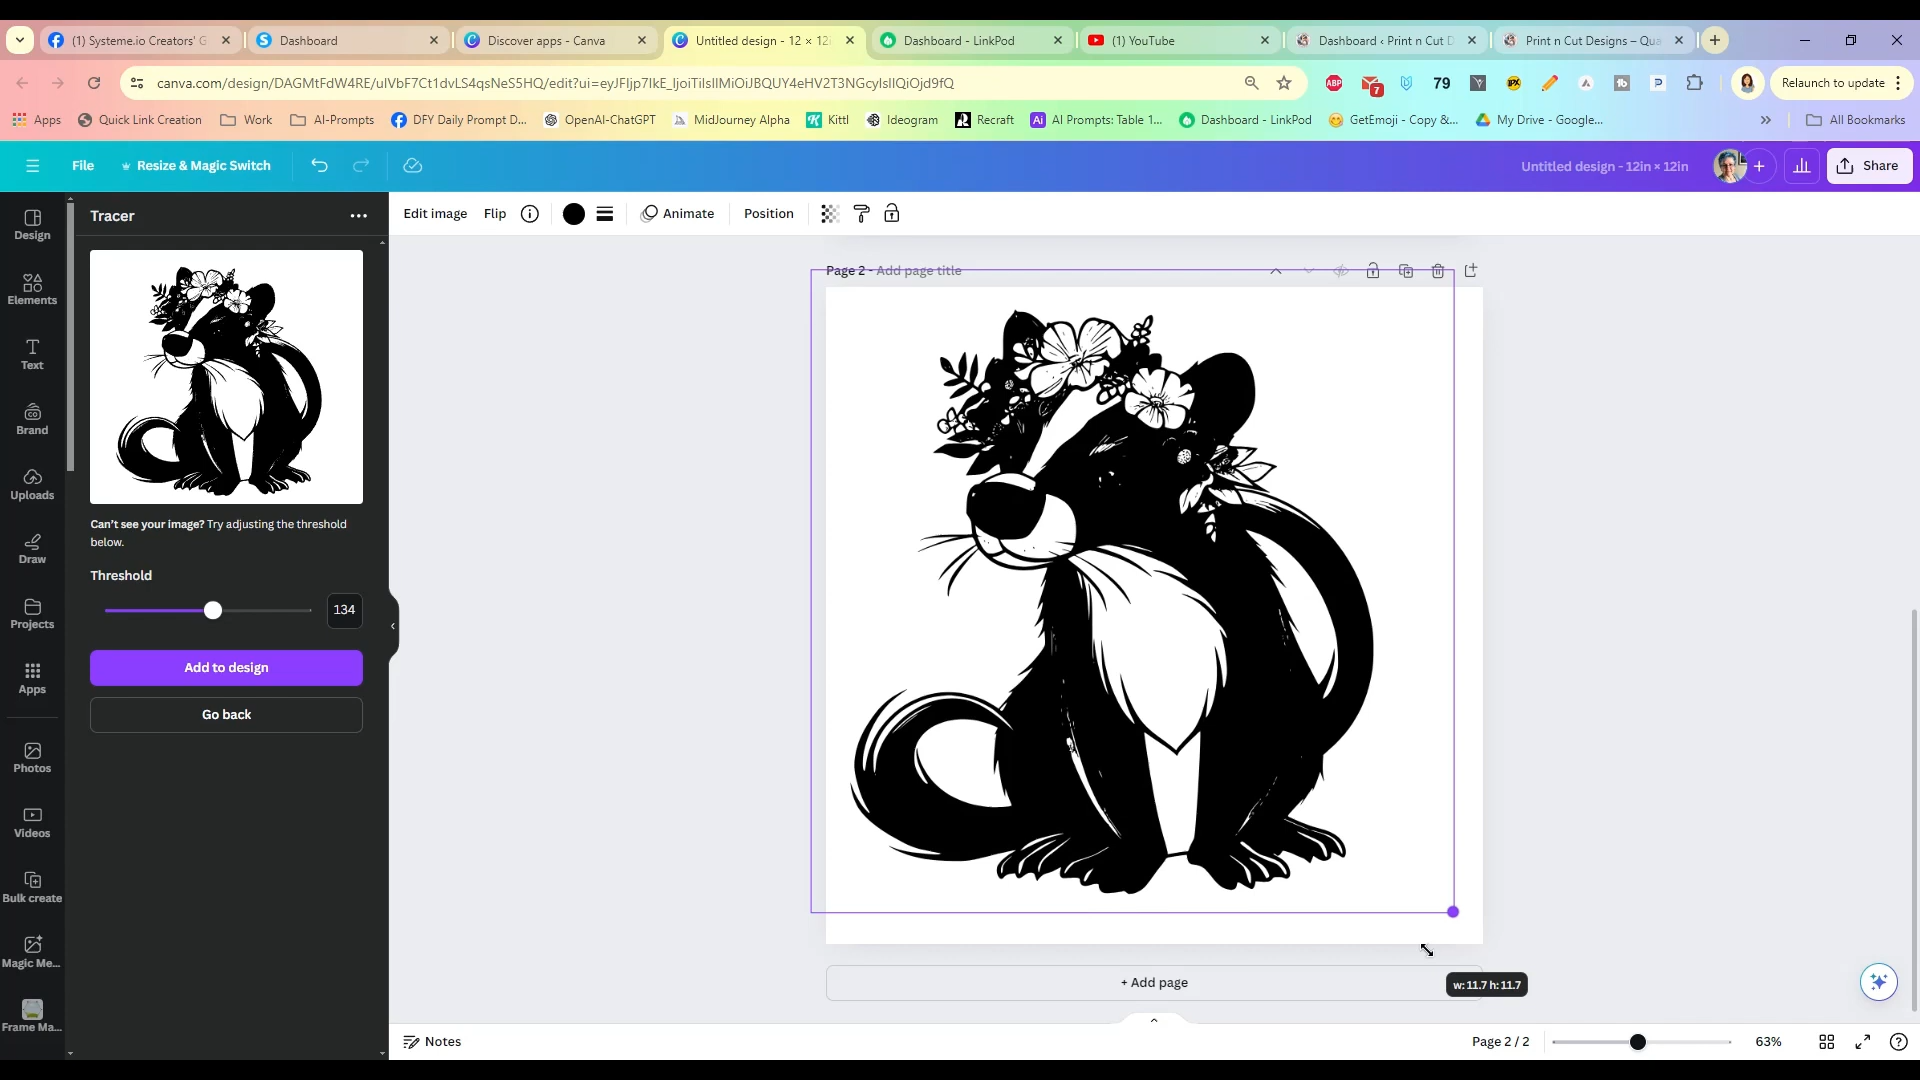 (1) Systeme.io Creators' G
Dashboard
Discover apps - Canva
Untitled design - 12 × 12i
Dashboard - LinkPod
(1) YouTube
Dashboard ‹ Print n Cut D
Print n Cut Designs – Qua
canva.com/design/DAGMtFdW4RE/ulVbF7Ct1dvLS4qsNeS5HQ/edit?ui=eyJFIjp7IkE_IjoiTilsIlMiOiJBQUY4eHV2T3NGcylsIlQiOjd9fQ
ABP
7
79
Relaunch to update
Apps
Quick Link Creation
Work
AI-Prompts
DFY Daily Prompt D...
OpenAI-ChatGPT
MidJourney Alpha
Kittl
Ideogram
Recraft
AI Prompts: Table 1...
Dashboard - LinkPod
GetEmoji - Copy &...
My Drive - Google...
All Bookmarks
File
Resize & Magic Switch
Untitled design - 12in × 12in
Share
Design
Elements
Text
Brand
Uploads
Draw
Projects
Apps
Photos
Videos
Bulk create
Magic Me...
Frame Ma...
Tracer
Can't see your image? Try adjusting the threshold
below.
Threshold
134
Add to design
Go back
Edit image
Flip
Animate
Position
Page 2 - Add page title
+ Add page
w: 11.7 h: 11.7
Notes
Page 2 / 2
63%